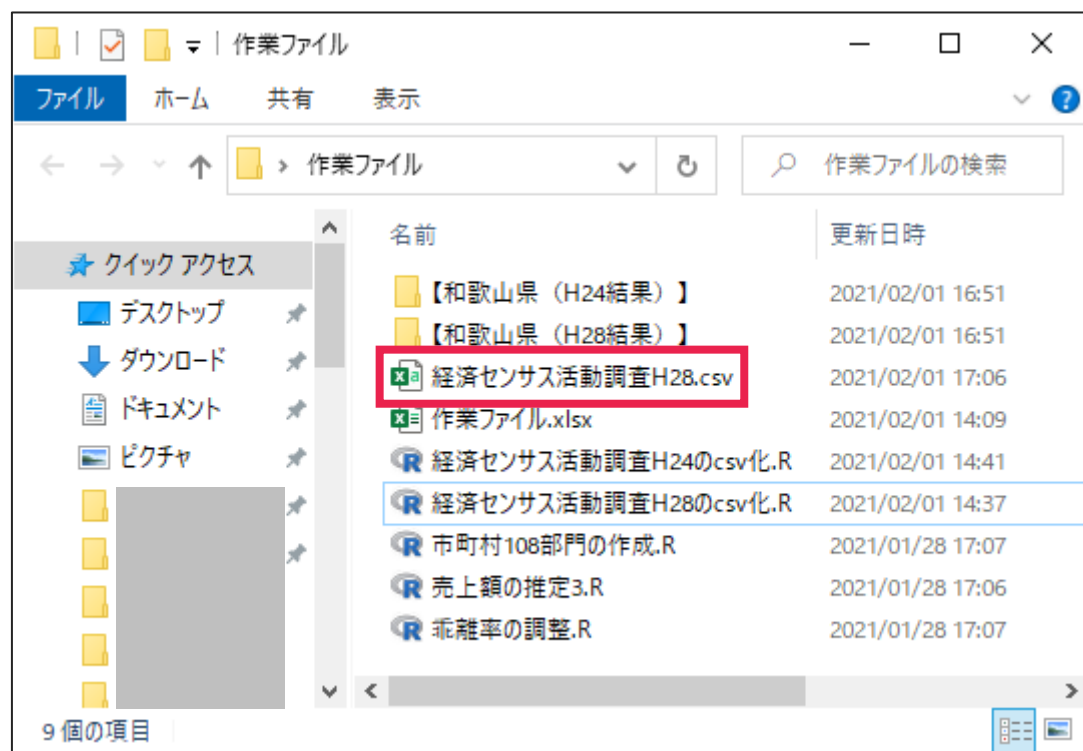 作業ファイル
ファイル ホーム 共有 表示
作業ファイル 作業ファイルの検索
名前 更新日時
クイック アクセス
デスクトップ
ダウンロード
ドキュメント
ピクチャ
【和歌山県（H24結果）】 2021/02/01 16:51
【和歌山県（H28結果）】 2021/02/01 16:51
経済センサス活動調査H28.csv 2021/02/01 17:06
作業ファイル.xlsx 2021/02/01 14:09
経済センサス活動調査H24のcsv化.R 2021/02/01 14:41
経済センサス活動調査H28のcsv化.R 2021/02/01 14:37
市町村108部門の作成.R 2021/01/28 17:07
売上額の推定3.R 2021/01/28 17:06
乖離率の調整.R 2021/01/28 17:07
9 個の項目